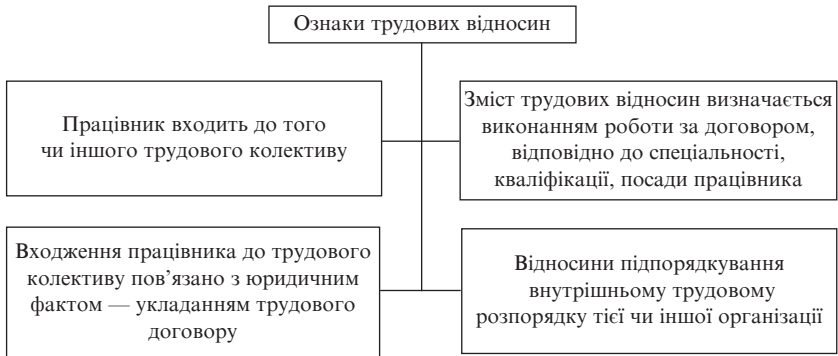 Ознаки трудових відносин
Працівник входить до того
чи іншого трудового колективу
Зміст трудових відносин визначається
виконанням роботи за договором,
відповідно до спеціальності,
кваліфікації, посади працівника
Входження працівника до трудового
колективу пов’язано з юридичним
фактом — укладанням трудового
договору
Відносини підпорядкування
внутрішньому трудовому
розпорядку тієї чи іншої організації